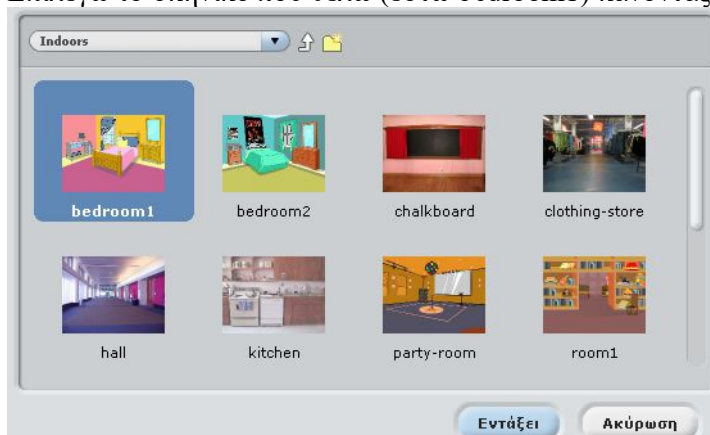 Indoors
bedroom1 bedroom2 chalkboard clothing-store
hall kitchen party-room room1
Εντάξει Ακύρωση